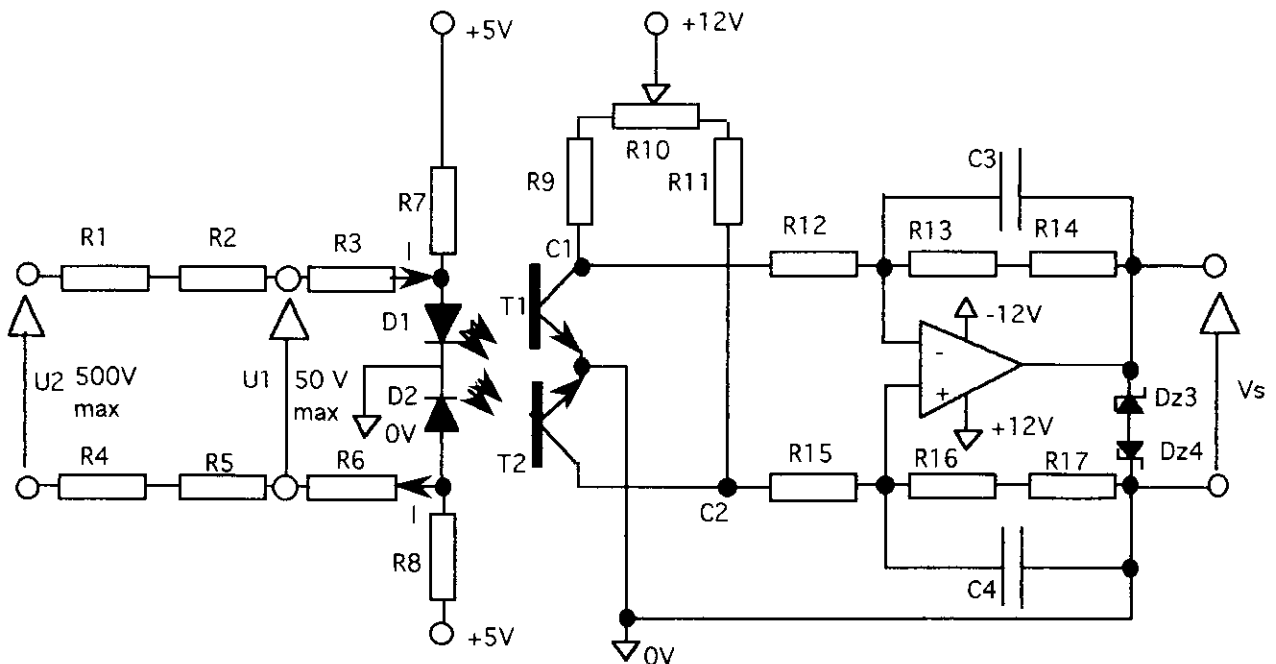 +5V
+12V
R10
C3
R9
R11
R7
R1
R2
R3
I
C1
R12
R13
R14
D1
T1
-12V
U2 500V
max
U1
50 V
max
D2
0V
-
+
Dz3
Vs
+12V
Dz4
T2
R4
R5
R6
I
R15
R16
R17
C2
R8
C4
+5V
0V